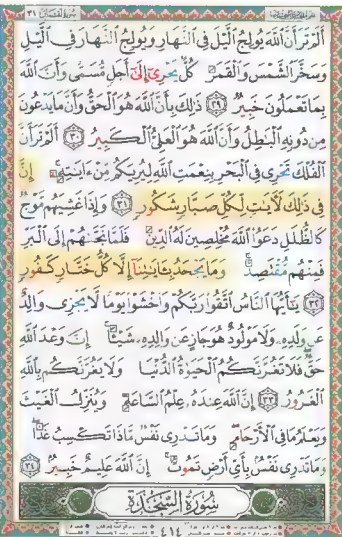 سورة لقمان ٣١
أَلَمْ تَرَ أَنَّ ٱللَّهَ يُولِجُ ٱلَّيْلَ فِى ٱلنَّهَارِ وَيُولِجُ ٱلنَّهَارَ فِى ٱلَّيْلِ
وَسَخَّرَ ٱلشَّمْسَ وَٱلْقَمَرَ كُلٌّ يَجْرِىٓ إِلَىٰٓ أَجَلٍ مُّسَمًّى وَأَنَّ ٱللَّهَ
بِمَا تَعْمَلُونَ خَبِيرٌ ٢٩ ذَٰلِكَ بِأَنَّ ٱللَّهَ هُوَ ٱلْحَقُّ وَأَنَّ مَا يَدْعُونَ
مِن دُونِهِ ٱلْبَٰطِلُ وَأَنَّ ٱللَّهَ هُوَ ٱلْعَلِىُّ ٱلْكَبِيرُ ٣٠ أَلَمْ تَرَ أَنَّ
ٱلْفُلْكَ تَجْرِى فِى ٱلْبَحْرِ بِنِعْمَتِ ٱللَّهِ لِيُرِيَكُم مِّنْ ءَايَٰتِهِۦٓ إِنَّ
فِى ذَٰلِكَ لَءَايَٰتٍ لِّكُلِّ صَبَّارٍ شَكُورٍ ٣١ وَإِذَا غَشِيَهُم مَّوْجٌ
كَٱلظُّلَلِ دَعَوُا۟ ٱللَّهَ مُخْلِصِينَ لَهُ ٱلدِّينَ فَلَمَّا نَجَّىٰهُمْ إِلَى ٱلْبَرِّ
فَمِنْهُم مُّقْتَصِدٌ وَمَا يَجْحَدُ بِـَٔايَٰتِنَآ إِلَّا كُلُّ خَتَّارٍ كَفُورٍ
٣٢ يَٰٓأَيُّهَا ٱلنَّاسُ ٱتَّقُوا۟ رَبَّكُمْ وَٱخْشَوْا۟ يَوْمًا لَّا يَجْزِى وَالِدٌ
عَن وَلَدِهِۦ وَلَا مَوْلُودٌ هُوَ جَازٍ عَن وَالِدِهِۦ شَيْـًٔا إِنَّ وَعْدَ ٱللَّهِ
حَقٌّ فَلَا تَغُرَّنَّكُمُ ٱلْحَيَوٰةُ ٱلدُّنْيَا وَلَا يَغُرَّنَّكُم بِٱللَّهِ
ٱلْغَرُورُ ٣٣ إِنَّ ٱللَّهَ عِندَهُۥ عِلْمُ ٱلسَّاعَةِ وَيُنَزِّلُ ٱلْغَيْثَ
وَيَعْلَمُ مَا فِى ٱلْأَرْحَامِ وَمَا تَدْرِى نَفْسٌ مَّاذَا تَكْسِبُ غَدًا
وَمَا تَدْرِى نَفْسٌۢ بِأَىِّ أَرْضٍ تَمُوتُ إِنَّ ٱللَّهَ عَلِيمٌ خَبِيرٌۢ ٣٤
سُورَةُ السَّجْدَةِ
٤١٤